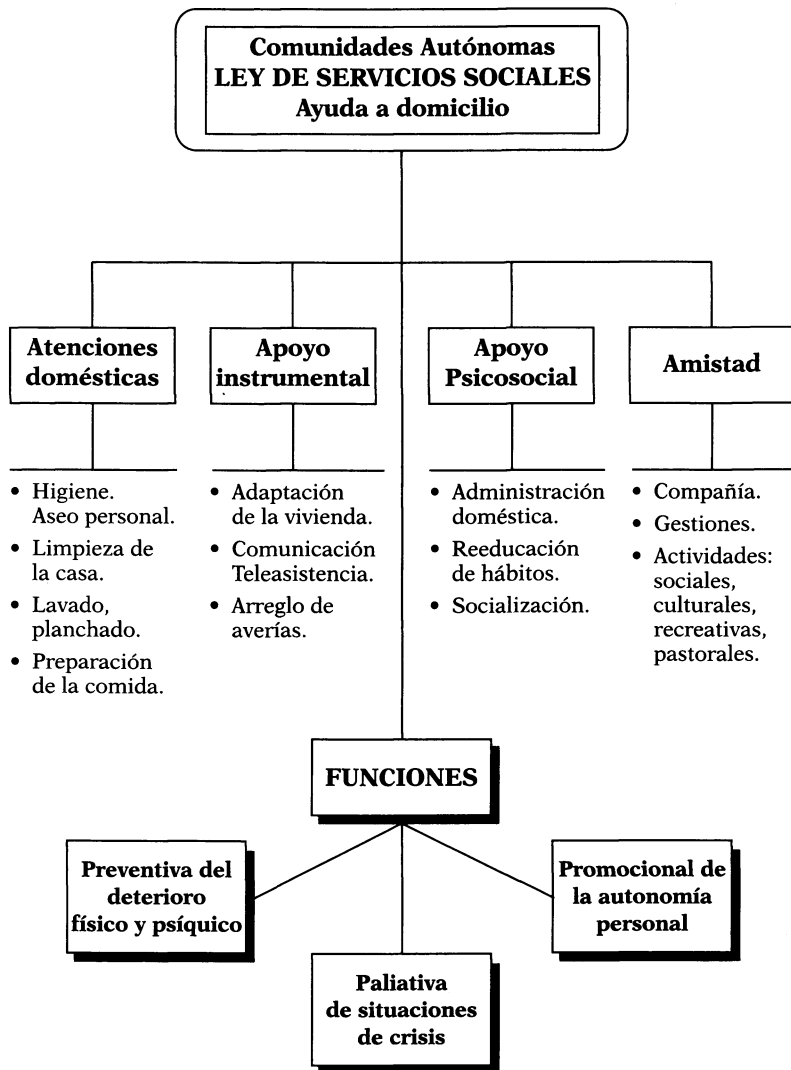 Comunidades Autónomas
LEY DE SERVICIOS SOCIALES
Ayuda a domicilio
Atenciones
domésticas
• Higiene.
Aseo personal.
• Limpieza de
la casa.
• Lavado,
planchado.
• Preparación
de la comida.
Apoyo
instrumental
• Adaptación
de la vivienda.
• Comunicación
Teleasistencia.
• Arreglo de
averías.
Apoyo
Psicosocial
• Administración
doméstica.
• Reeducación
de hábitos.
• Socialización.
Amistad
• Compañía.
• Gestiones.
• Actividades:
sociales,
culturales,
recreativas,
pastorales.
FUNCIONES
Preventiva del
deterioro
físico y psíquico
Paliativa
de situaciones
de crisis
Promocional de
la autonomía
personal